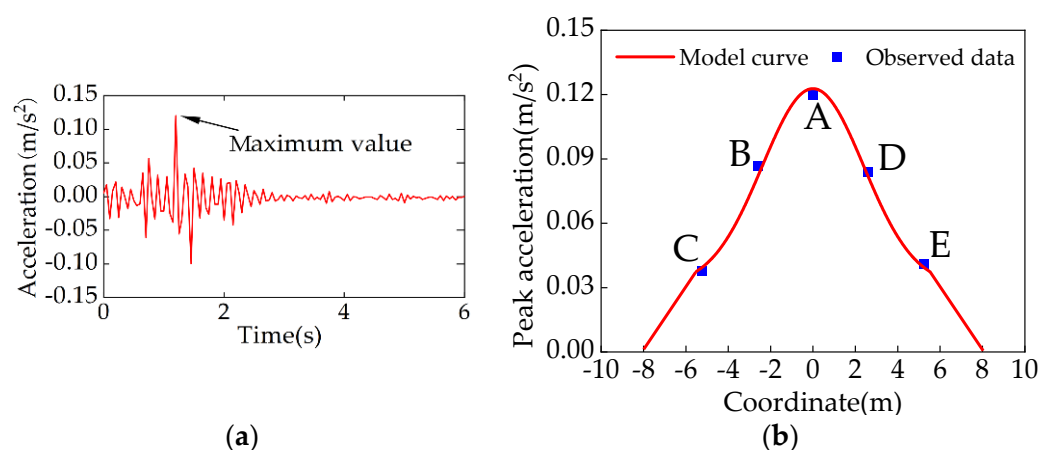 0.15
0.10
0.05
0.00
-0.05
-0.10
-0.15
Acceleration(m/s²)
Maximum value
0 2 4 6
Time(s)
(a)
0.15
0.12
0.09
0.06
0.03
0.00
Peak acceleration(m/s²)
Model curve Observed data
A
B
D
C
E
-10 -8 -6 -4 -2 0 2 4 6 8 10
Coordinate(m)
(b)